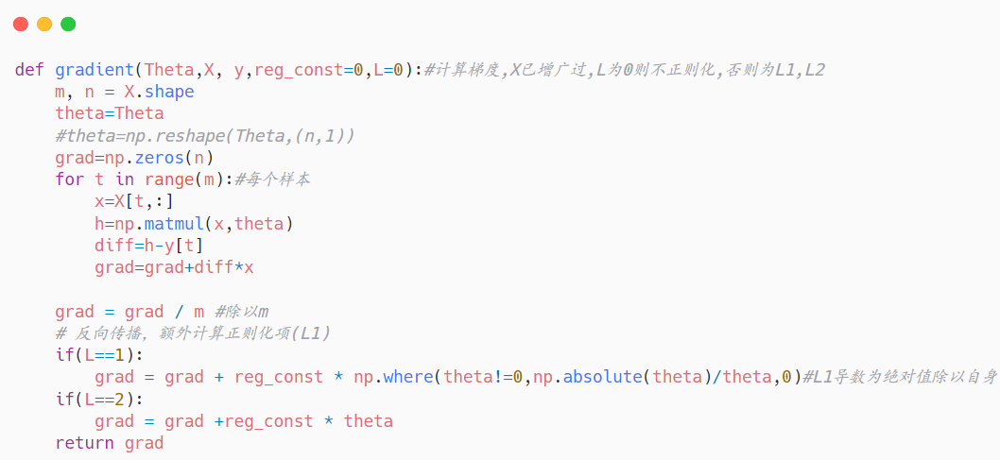 def gradient(Theta,X, y,reg_const=0,L=0):#计算梯度,X已增广过,L为0则不正则化,否则为L1,L2
    m, n = X.shape
    theta=Theta
    #theta=np.reshape(Theta,(n,1))
    grad=np.zeros(n)
    for t in range(m):#每个样本
        x=X[t,:]
        h=np.matmul(x,theta)
        diff=h-y[t]
        grad=grad+diff*x
    grad = grad / m #除以m
    # 反向传播, 额外计算正则化项(L1)
    if(L==1):
        grad = grad + reg_const * np.where(theta!=0,np.absolute(theta)/theta,0)#L1导数为绝对值除以自身
    if(L==2):
        grad = grad +reg_const * theta
    return grad